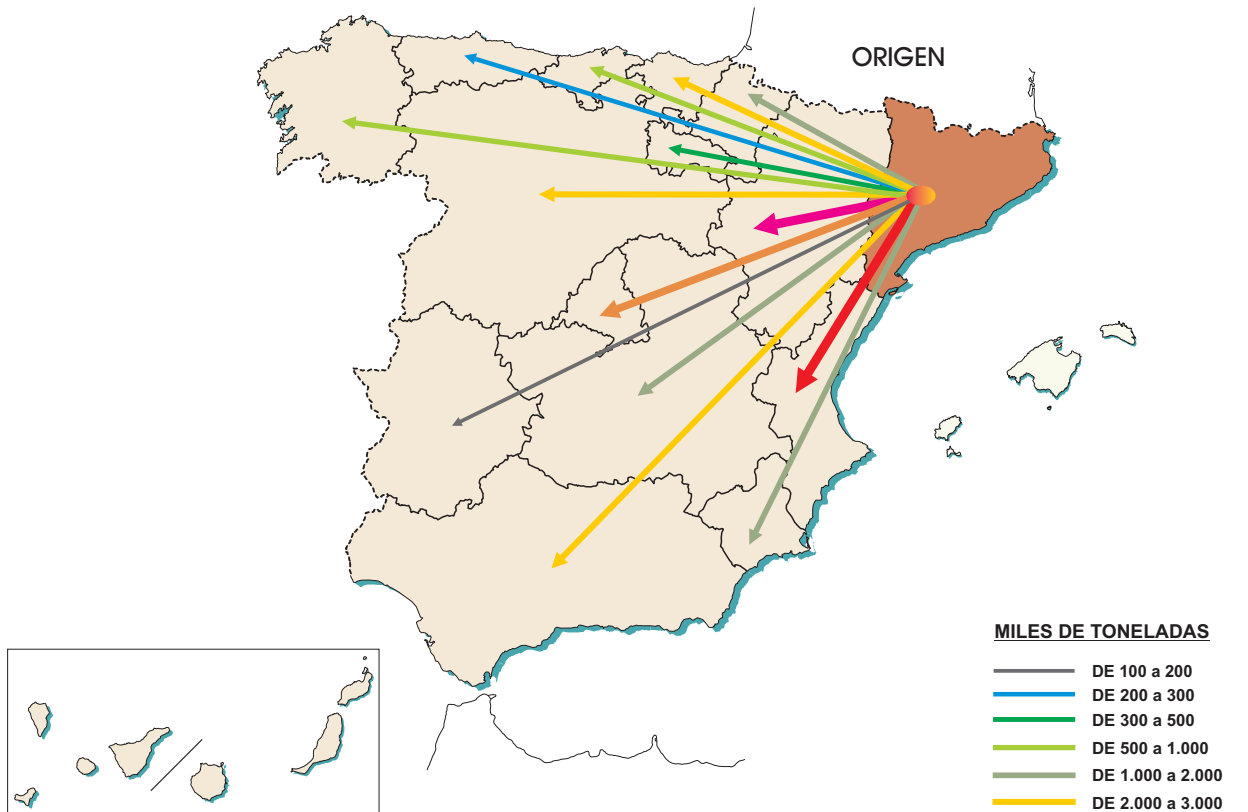 ORIGEN
MILES DE TONELADAS
DE 100 a 200
DE 200 a 300
DE 300 a 500
DE 500 a 1.000
DE 1.000 a 2.000
DE 2.000 a 3.000